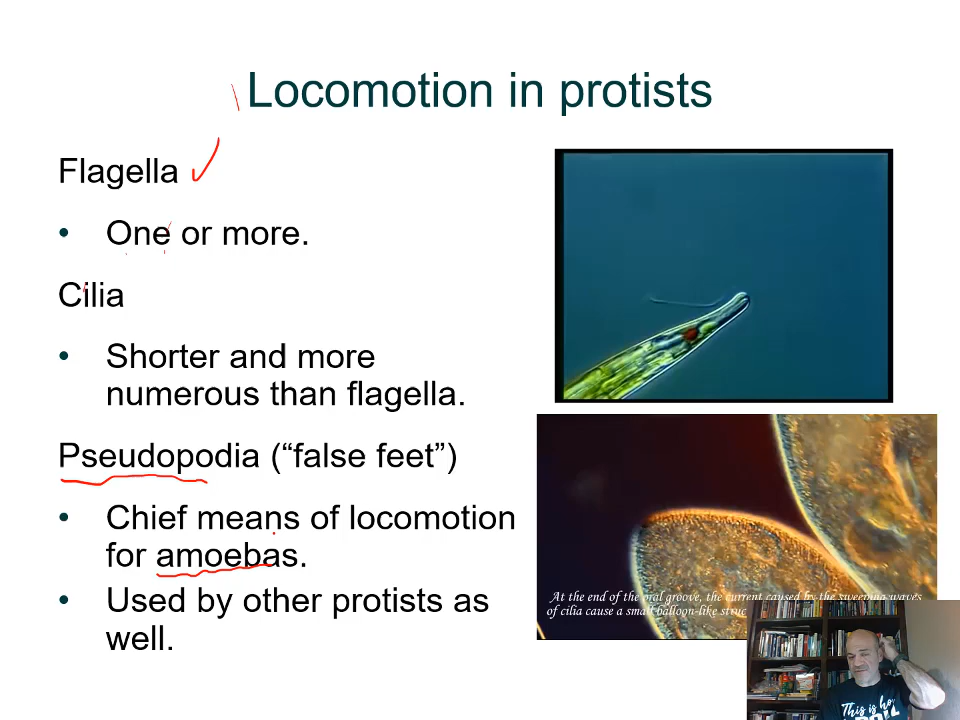 Locomotion in protists
Flagella
• One or more.
Cilia
• Shorter and more
numerous than flagella.
Pseudopodia (“false feet”)
• Chief means of locomotion
for amoebas.
• Used by other protists as
well.
At the end of the oral groove, the current caused by the sweeping waves
of cilia cause a small balloon-like
This is